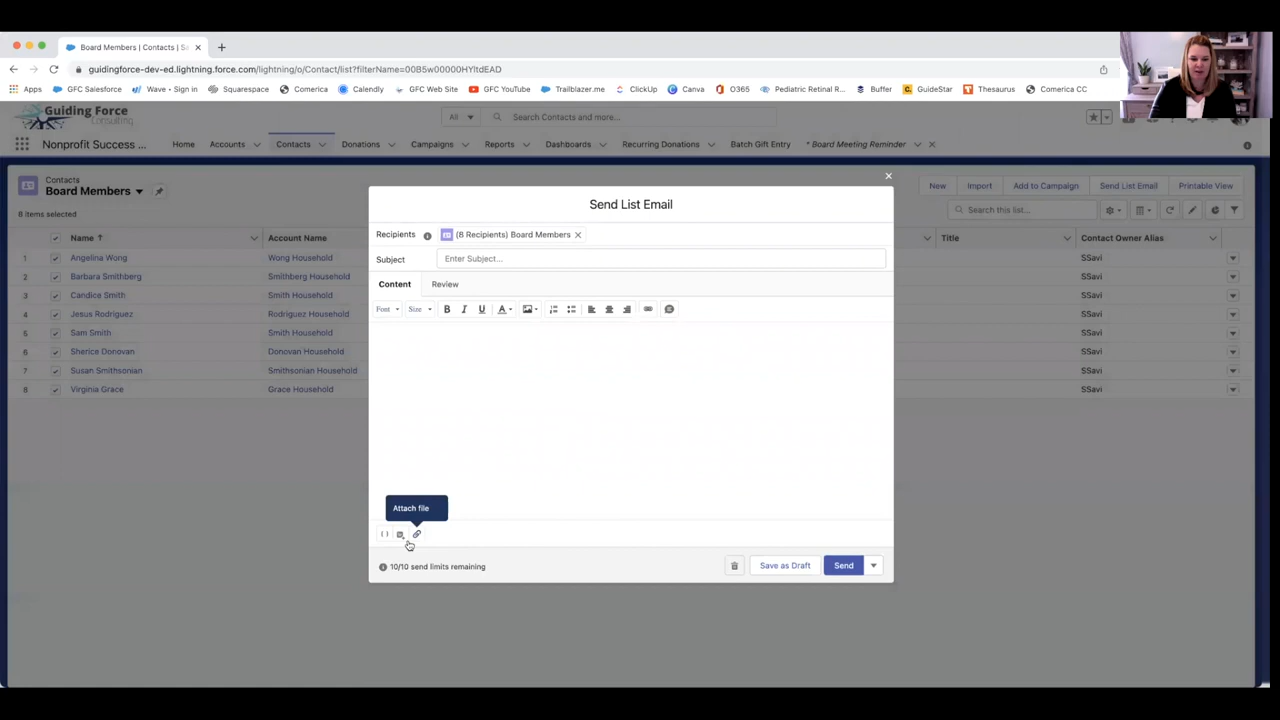 Board Members | Contacts | Sa
guidingforce-dev-ed.lightning.force.com/lightning/o/Contact/list?filterName=00B5w00000HYltdEAD
Apps GFC Salesforce Wave • Sign in Squarespace Comerica Calendly GFC Web Site GFC YouTube Trailblazer.me ClickUp Canva O365 Pediatric Retinal R... Buffer GuideStar Thesaurus Comerica CC
Guiding Force
Consulting
All Search Contacts and more...
Nonprofit Success ... Home Accounts Contacts Donations Campaigns Reports Dashboards Recurring Donations Batch Gift Entry * Board Meeting Reminder
Contacts
Board Members
New Import Add to Campaign Send List Email Printable View
8 items selected
Search this list...
Name Account Name Title Contact Owner Alias
1 Angelina Wong Wong Household SSavi
2 Barbara Smithberg Smithberg Household SSavi
3 Candice Smith Smith Household SSavi
4 Jesus Rodriguez Rodriguez Household SSavi
5 Sam Smith Smith Household SSavi
6 Sherice Donovan Donovan Household SSavi
7 Susan Smithsonian Smithsonian Household SSavi
8 Virginia Grace Grace Household SSavi
Send List Email
Recipients (8 Recipients) Board Members
Subject Enter Subject...
Content Review
Font Size B I U A
Attach file
10/10 send limits remaining
Save as Draft Send